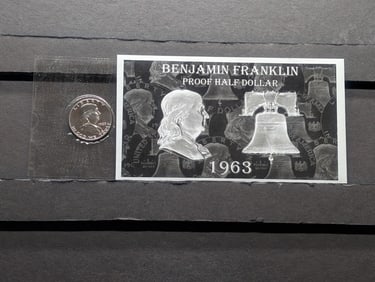 BENJAMIN FRANKLIN
PROOF HALF DOLLAR
1963